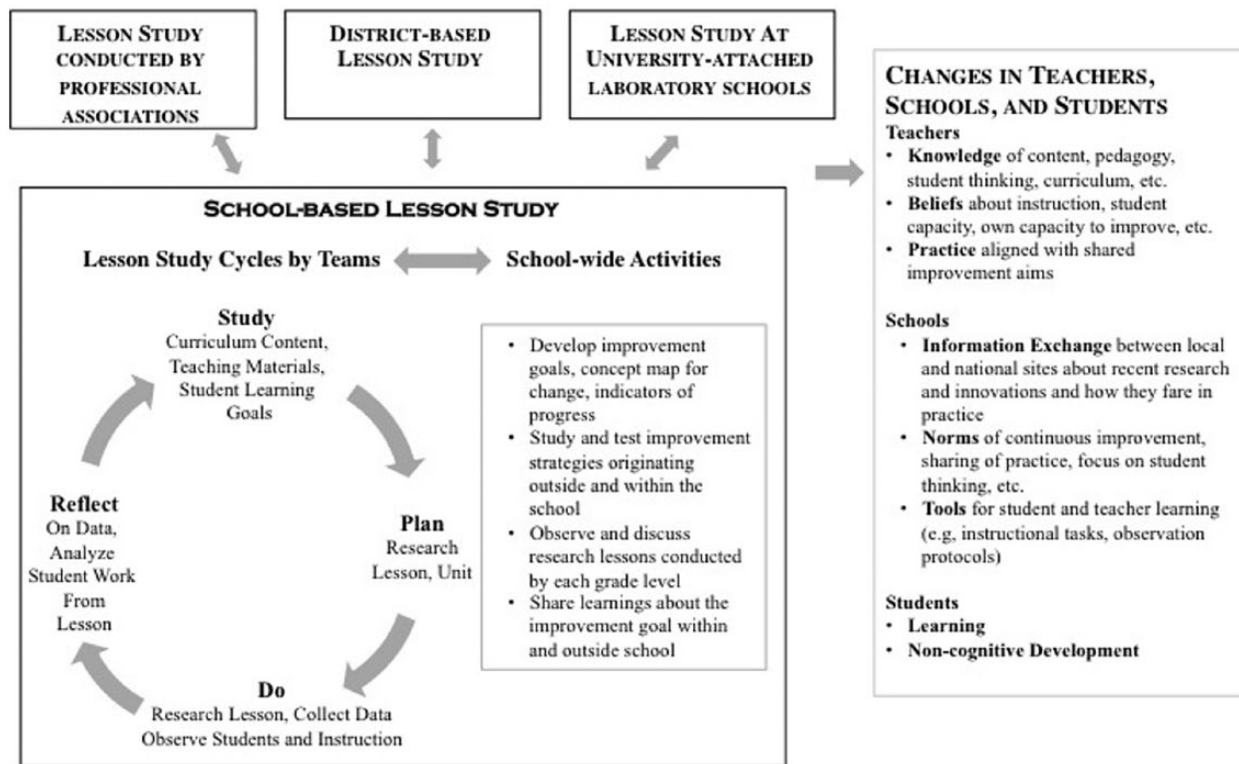 LESSON STUDY
CONDUCTED BY
PROFESSIONAL
ASSOCIATIONS
DISTRICT-BASED
LESSON STUDY
LESSON STUDY AT
UNIVERSITY-ATTACHED
LABORATORY SCHOOLS
SCHOOL-BASED LESSON STUDY
Lesson Study Cycles by Teams
School-wide Activities
Study
Curriculum Content,
Teaching Materials,
Student Learning
Goals
Plan
Research
Lesson, Unit
Do
Research Lesson, Collect Data
Observe Students and Instruction
Reflect
On Data,
Analyze
Student Work
From
Lesson
• Develop improvement
goals, concept map for
change, indicators of
progress
• Study and test improvement
strategies originating
outside and within the
school
• Observe and discuss
research lessons conducted
by each grade level
• Share learnings about the
improvement goal within
and outside school
CHANGES IN TEACHERS,
SCHOOLS, AND STUDENTS
Teachers
• Knowledge of content, pedagogy,
student thinking, curriculum, etc.
• Beliefs about instruction, student
capacity, own capacity to improve, etc.
• Practice aligned with shared
improvement aims
Schools
• Information Exchange between local
and national sites about recent research
and innovations and how they fare in
practice
• Norms of continuous improvement,
sharing of practice, focus on student
thinking, etc.
• Tools for student and teacher learning
(e.g, instructional tasks, observation
protocols)
Students
• Learning
• Non-cognitive Development